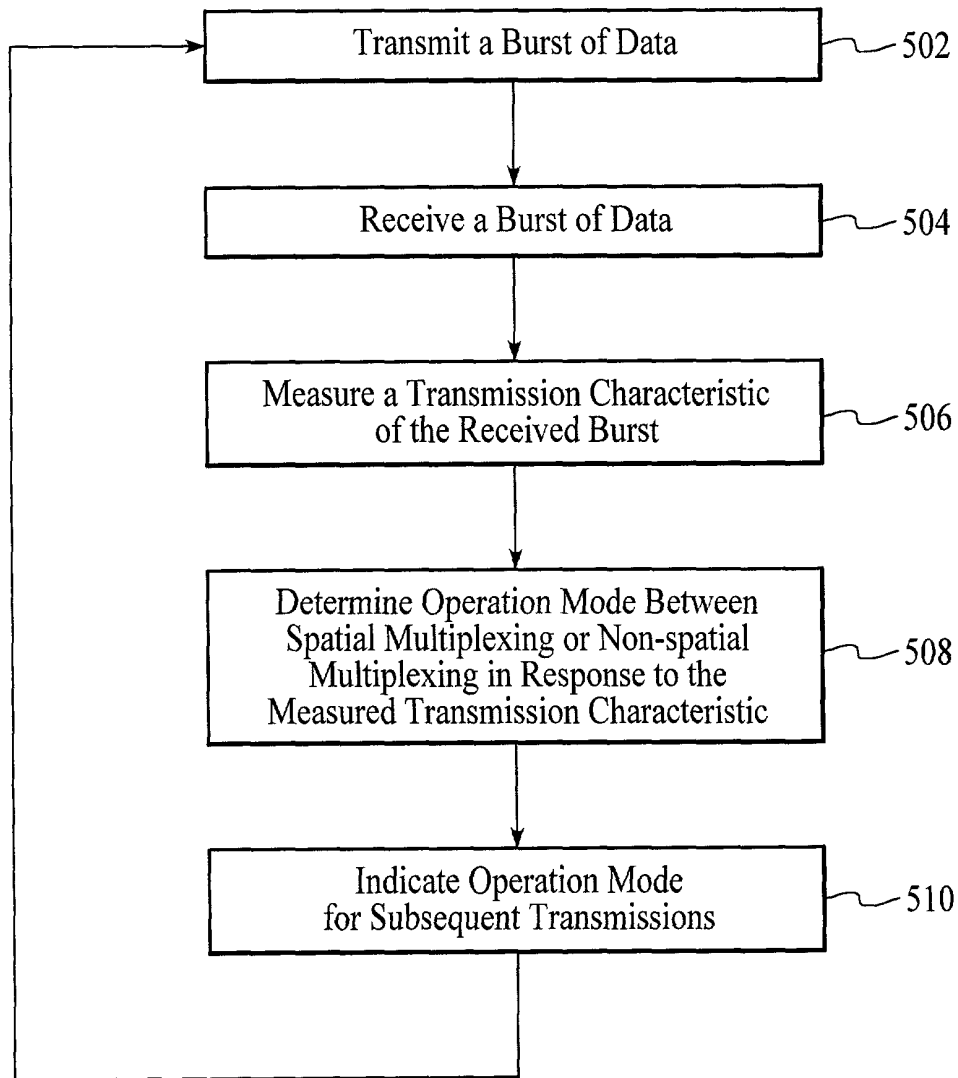 Transmit a Burst of Data
502
Receive a Burst of Data
504
Measure a Transmission Characteristic
of the Received Burst
506
Determine Operation Mode Between
Spatial Multiplexing or Non-spatial
Multiplexing in Response to the
Measured Transmission Characteristic
508
Indicate Operation Mode
for Subsequent Transmissions
510